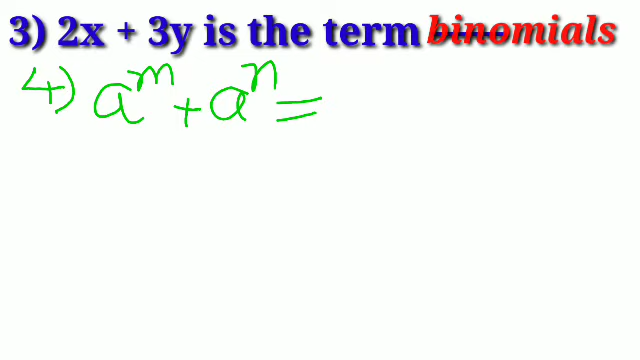 3) 2x + 3y is the term binomials
4) a^m + a^n =